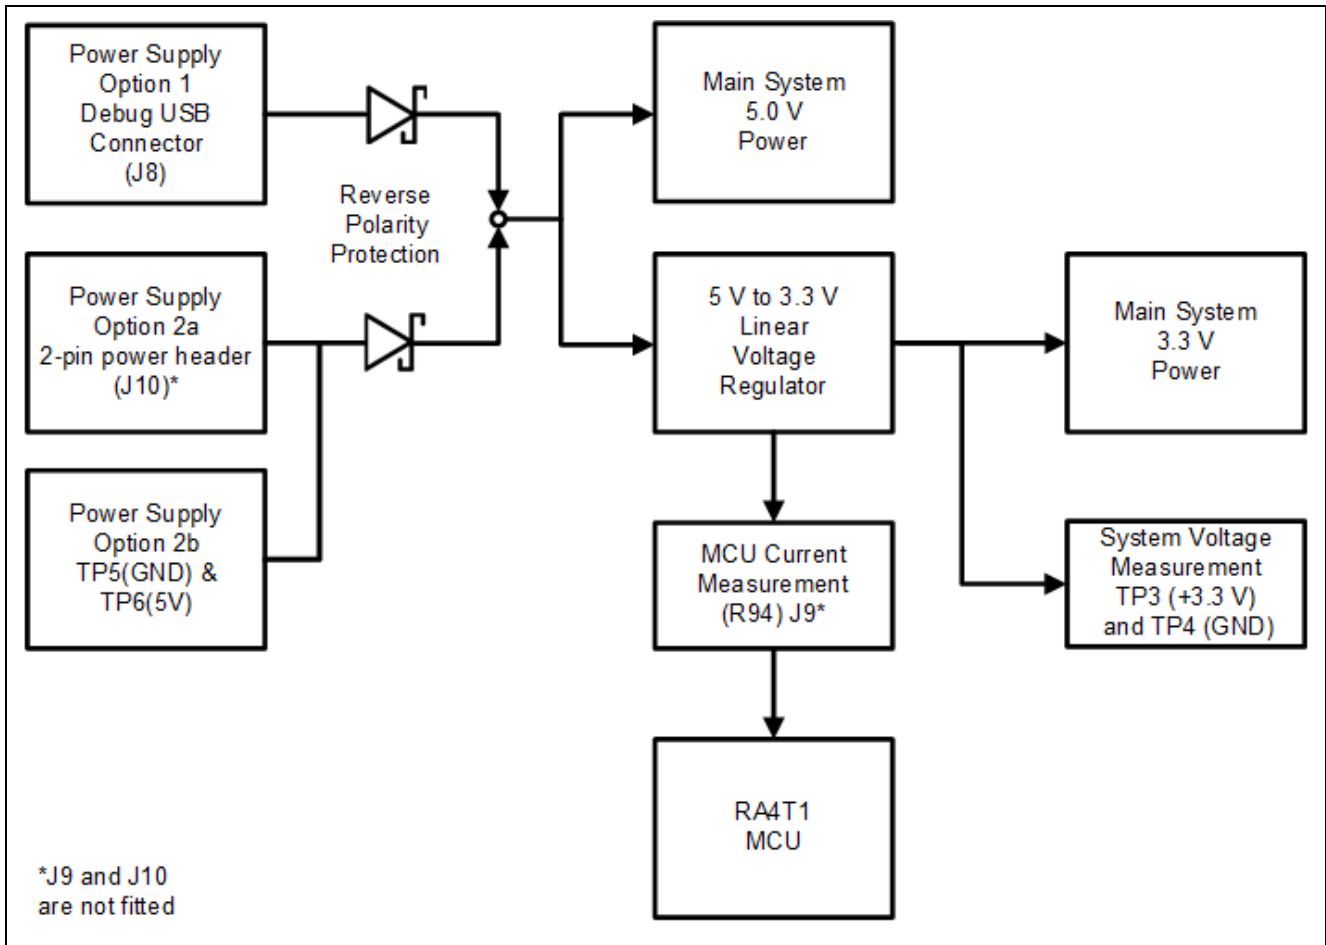 Power Supply
Option 1
Debug USB
Connector
(J8)
Reverse
Polarity
Protection
Main System
5.0 V
Power
Power Supply
Option 2a
2-pin power header
(J10)*
5 V to 3.3 V
Linear
Voltage
Regulator
Main System
3.3 V
Power
Power Supply
Option 2b
TP5(GND) &
TP6(5V)
MCU Current
Measurement
(R94) J9*
System Voltage
Measurement
TP3 (+3.3 V)
and TP4 (GND)
RA4T1
MCU
*J9 and J10
are not fitted